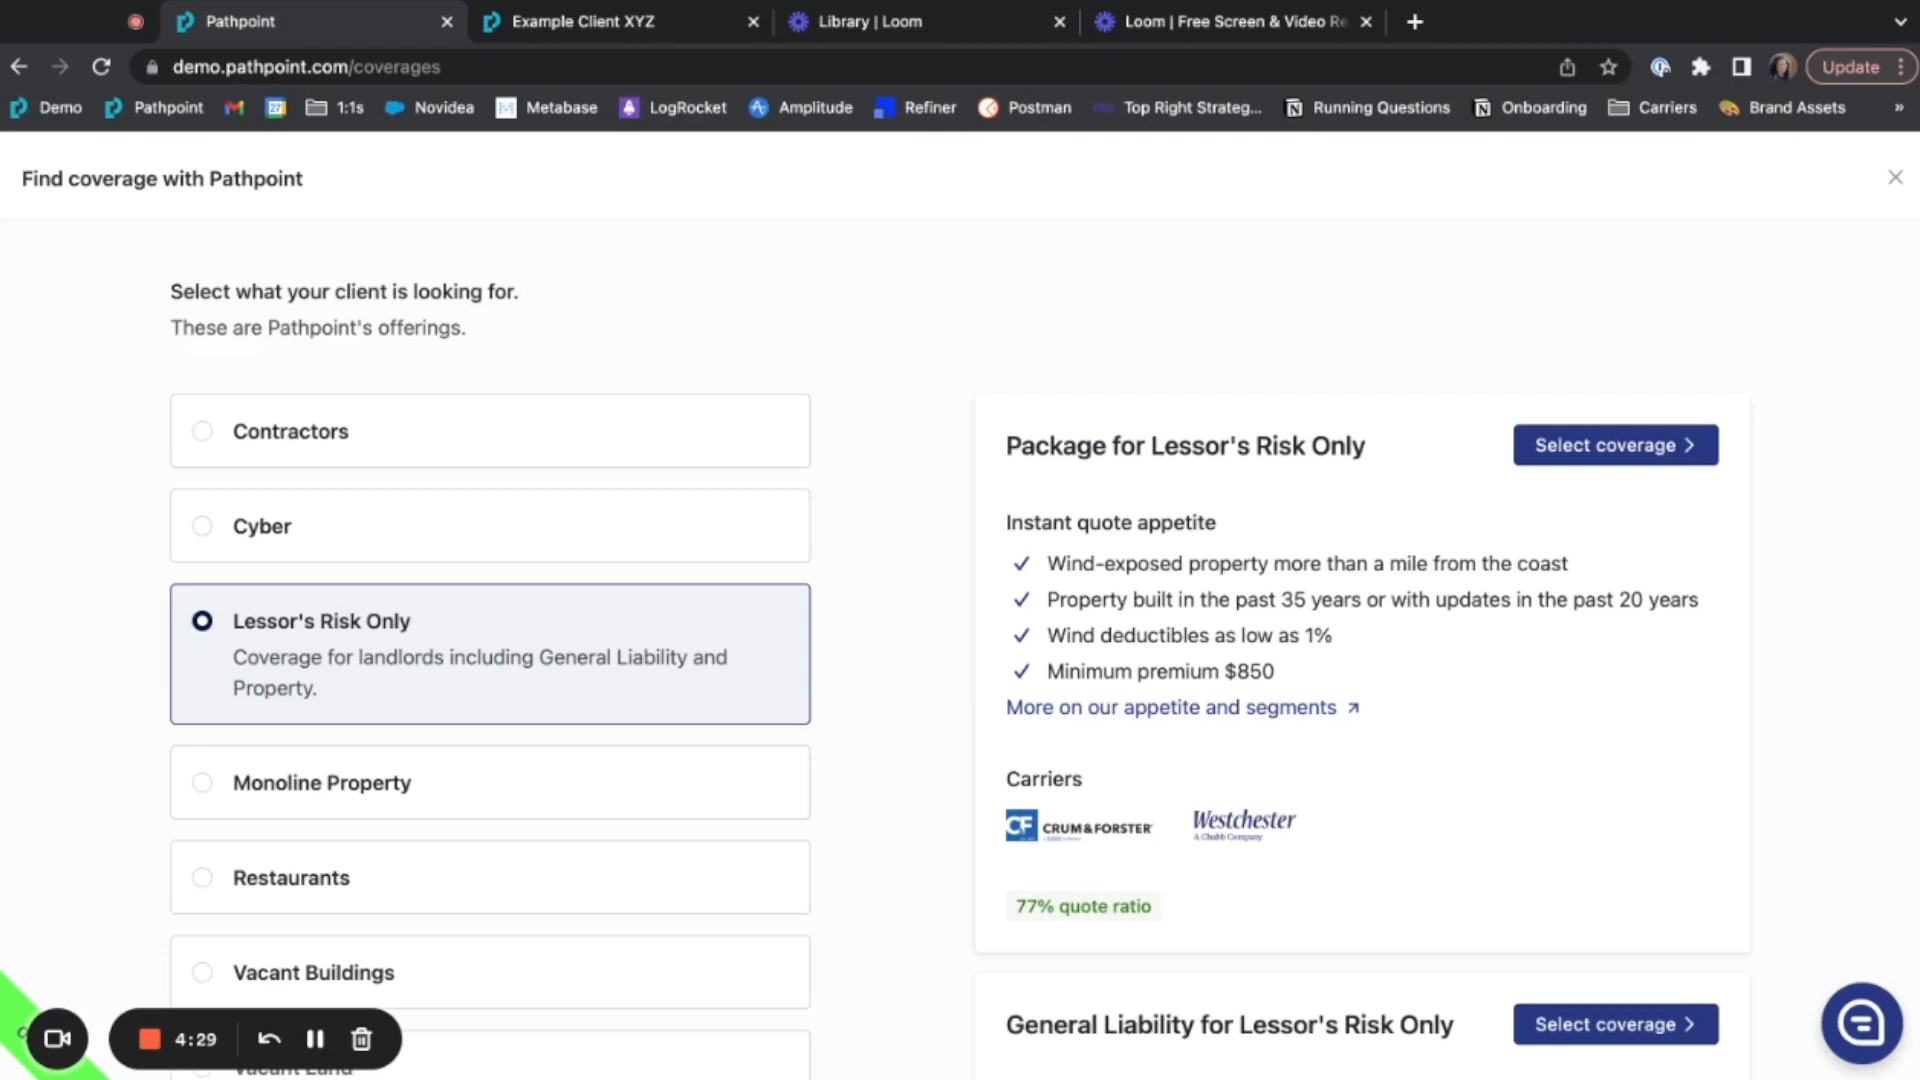 Pathpoint
Example Client XYZ
Library | Loom
Loom | Free Screen & Video Re
demo.pathpoint.com/coverages
Update
Demo
Pathpoint
27
1:1s
Novidea
Metabase
LogRocket
Amplitude
Refiner
Postman
Top Right Strateg...
Running Questions
Onboarding
Carriers
Brand Assets
»
Find coverage with Pathpoint
Select what your client is looking for.
These are Pathpoint's offerings.
Contractors
Cyber
Lessor's Risk Only
Coverage for landlords including General Liability and
Property.
Monoline Property
Restaurants
Vacant Buildings
Vacant Land
4:29
Package for Lessor's Risk Only
Select coverage
Instant quote appetite
Wind-exposed property more than a mile from the coast
Property built in the past 35 years or with updates in the past 20 years
Wind deductibles as low as 1%
Minimum premium $850
More on our appetite and segments
Carriers
CF CRUM&FORSTER
Westchester
A Chubb Company
77% quote ratio
General Liability for Lessor's Risk Only
Select coverage